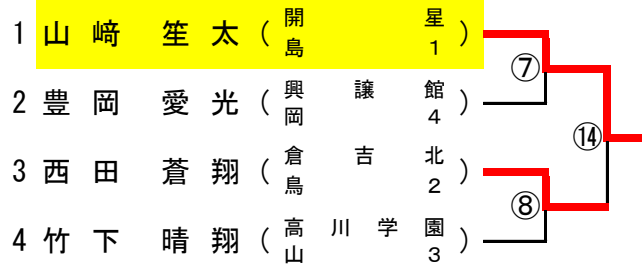 1 山﨑 笙太 (開星 島1)
⑦
2 豊岡 愛光 (興譲館 岡4)
⑭
3 西田 蒼翔 (倉吉北 鳥2)
⑧
4 竹下 晴翔 (高川学園 山3)